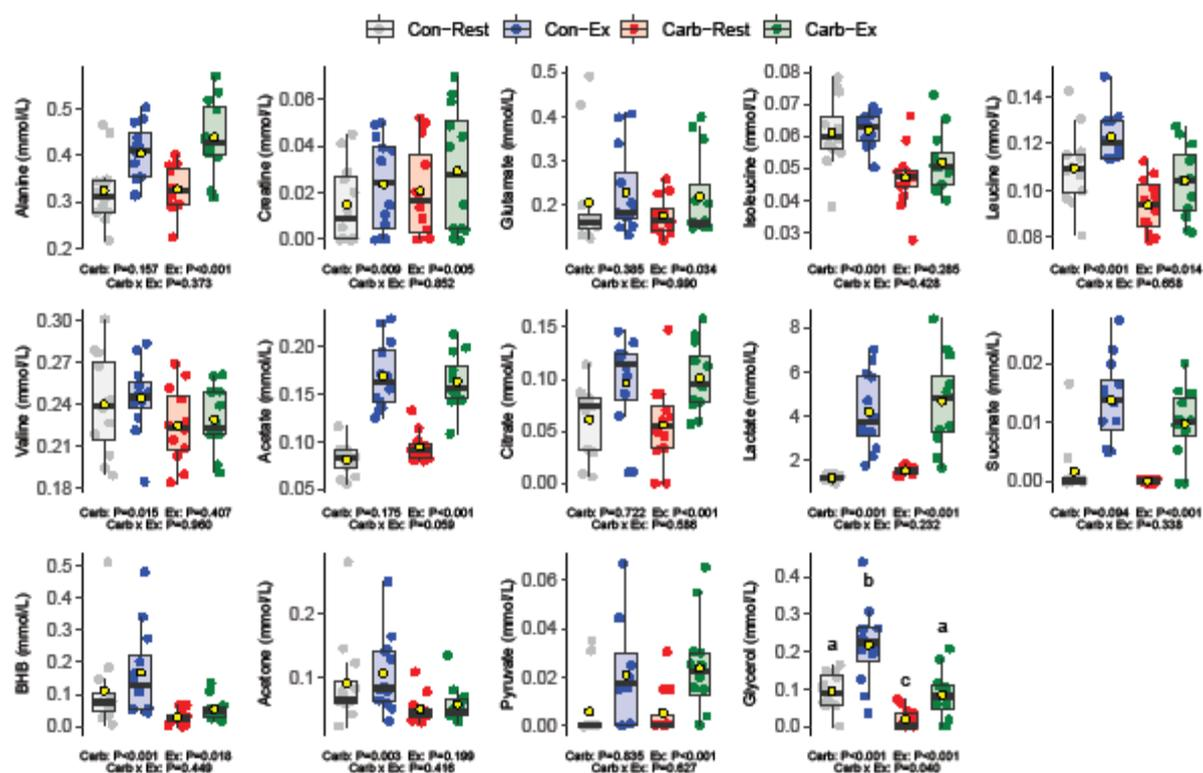 Con-Rest Con-Ex Carb-Rest Carb-Ex
Alanine (mmol/L)
0.5
0.4
0.3
0.2
Carb: P=0.157 Ex: P<0.001
Carb x Ex: P=0.373
Creatine (mmol/L)
0.06
0.04
0.02
0.00
Carb: P=0.009 Ex: P=0.005
Carb x Ex: P=0.852
Glutamate (mmol/L)
0.5
0.4
0.3
0.2
Carb: P=0.385 Ex: P=0.034
Carb x Ex: P=0.990
Isoleucine (mmol/L)
0.08
0.07
0.06
0.05
0.04
0.03
Carb: P<0.001 Ex: P=0.285
Carb x Ex: P=0.428
Leucine (mmol/L)
0.14
0.12
0.10
0.08
Carb: P<0.001 Ex: P=0.014
Carb x Ex: P=0.658
Valine (mmol/L)
0.30
0.27
0.24
0.21
0.18
Carb: P=0.015 Ex: P=0.407
Carb x Ex: P=0.960
Acetate (mmol/L)
0.20
0.15
0.10
0.05
Carb: P=0.175 Ex: P<0.001
Carb x Ex: P=0.059
Citrate (mmol/L)
0.15
0.10
0.05
0.00
Carb: P=0.722 Ex: P<0.001
Carb x Ex: P=0.588
Lactate (mmol/L)
8
6
4
2
Carb: P=0.001 Ex: P<0.001
Carb x Ex: P=0.232
Succinate (mmol/L)
0.02
0.01
0.00
Carb: P=0.094 Ex: P<0.001
Carb x Ex: P=0.338
BHB (mmol/L)
0.5
0.4
0.3
0.2
0.1
0.0
Carb: P<0.001 Ex: P=0.018
Carb x Ex: P=0.449
Acetone (mmol/L)
0.2
0.1
Carb: P=0.003 Ex: P=0.199
Carb x Ex: P=0.416
Pyruvate (mmol/L)
0.06
0.04
0.02
0.00
Carb: P=0.835 Ex: P<0.001
Carb x Ex: P=0.627
Glycerol (mmol/L)
0.4
0.3
0.2
0.1
0.0
a
b
c
a
Carb: P<0.001 Ex: P<0.001
Carb x Ex: P=0.040